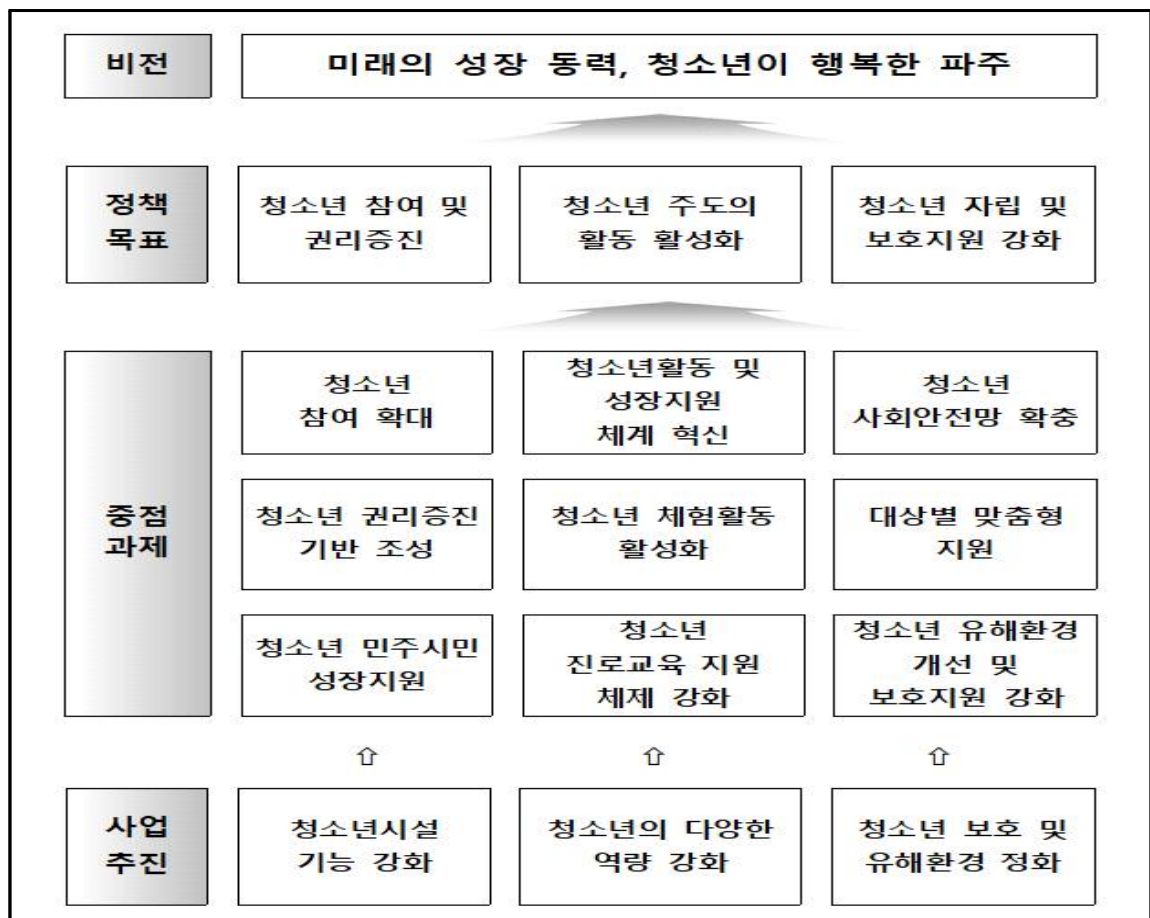 비전
미래의 성장 동력, 청소년이 행복한 파주
정책
목표
청소년 참여 및
권리증진
청소년 주도의
활동 활성화
청소년 자립 및
보호지원 강화
중점
과제
청소년
참여 확대
청소년활동 및
성장지원
체계 혁신
청소년
사회안전망 확충
청소년 권리증진
기반 조성
청소년 체험활동
활성화
대상별 맞춤형
지원
청소년 민주시민
성장지원
청소년
진로교육 지원
체제 강화
청소년 유해환경
개선 및
보호지원 강화
⇧ ⇧ ⇧
사업
추진
청소년시설
기능 강화
청소년의 다양한
역량 강화
청소년 보호 및
유해환경 정화